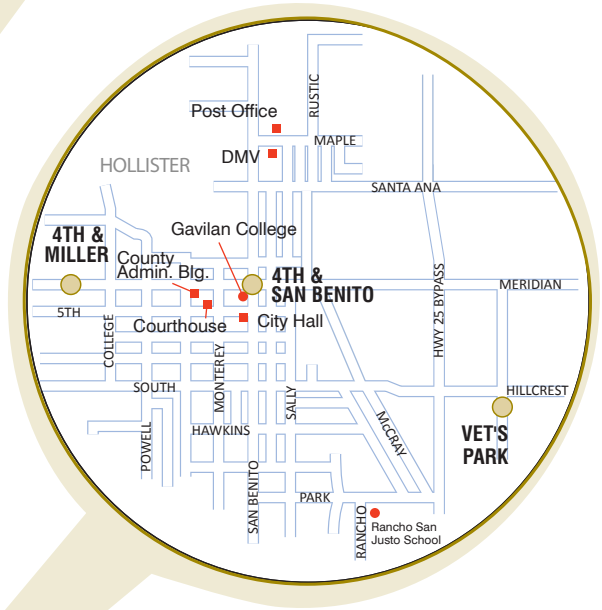 RUSTIC
Post Office
MAPLE
DMV
HOLLISTER
SANTA ANA
Gavilan College
4TH &
MILLER
County
Admin. Blg.
4TH &
SAN BENITO
MERIDIAN
5TH
Courthouse
City Hall
HWY 25 BYPASS
COLLEGE
MONTEREY
SOUTH
SALLY
HILLCREST
McCRAY
HAWKINS
POWELL
VET'S
PARK
SAN BENITO
PARK
RANCHO
Rancho San
Justo School